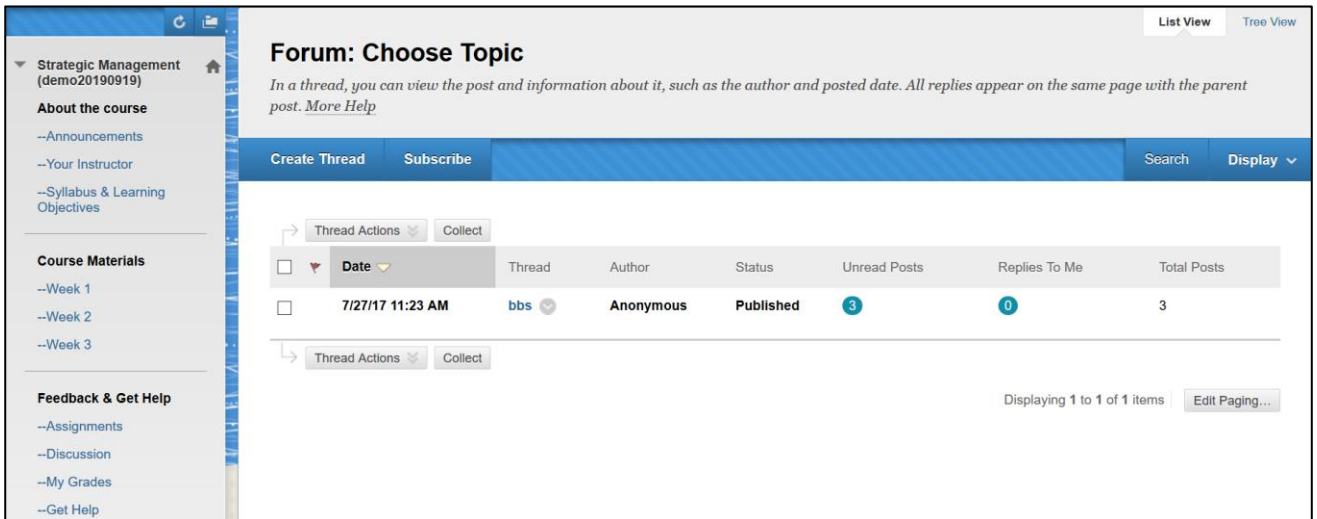 Strategic Management
(demo20190919)
About the course
--Announcements
--Your Instructor
--Syllabus & Learning
Objectives
Course Materials
--Week 1
--Week 2
--Week 3
Feedback & Get Help
--Assignments
--Discussion
--My Grades
--Get Help
List View Tree View
Forum: Choose Topic
In a thread, you can view the post and information about it, such as the author and posted date. All replies appear on the same page with the parent
post. More Help
Create Thread Subscribe Search Display
Thread Actions Collect
Date Thread Author Status Unread Posts Replies To Me Total Posts
7/27/17 11:23 AM bbs Anonymous Published 3 0 3
Thread Actions Collect
Displaying 1 to 1 of 1 items Edit Paging...